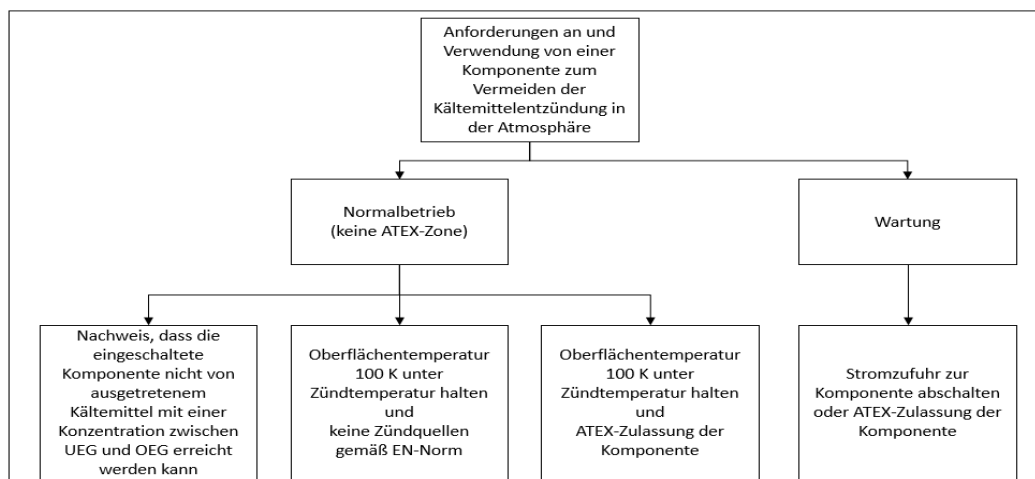 Anforderungen an und
Verwendung von einer
Komponente zum
Vermeiden der
Kältemittelentzündung in
der Atmosphäre
Normalbetrieb
(keine ATEX-Zone)
Wartung
Nachweis, dass die
eingeschaltete
Komponente nicht von
ausgetretenem
Kältemittel mit einer
Konzentration zwischen
UEG und OEG erreicht
werden kann
Oberflächentemperatur
100 K unter
Zündtemperatur halten
und
keine Zündquellen
gemäß EN-Norm
Oberflächentemperatur
100 K unter
Zündtemperatur halten
und
ATEX-Zulassung der
Komponente
Stromzufuhr zur
Komponente abschalten
oder ATEX-Zulassung der
Komponente